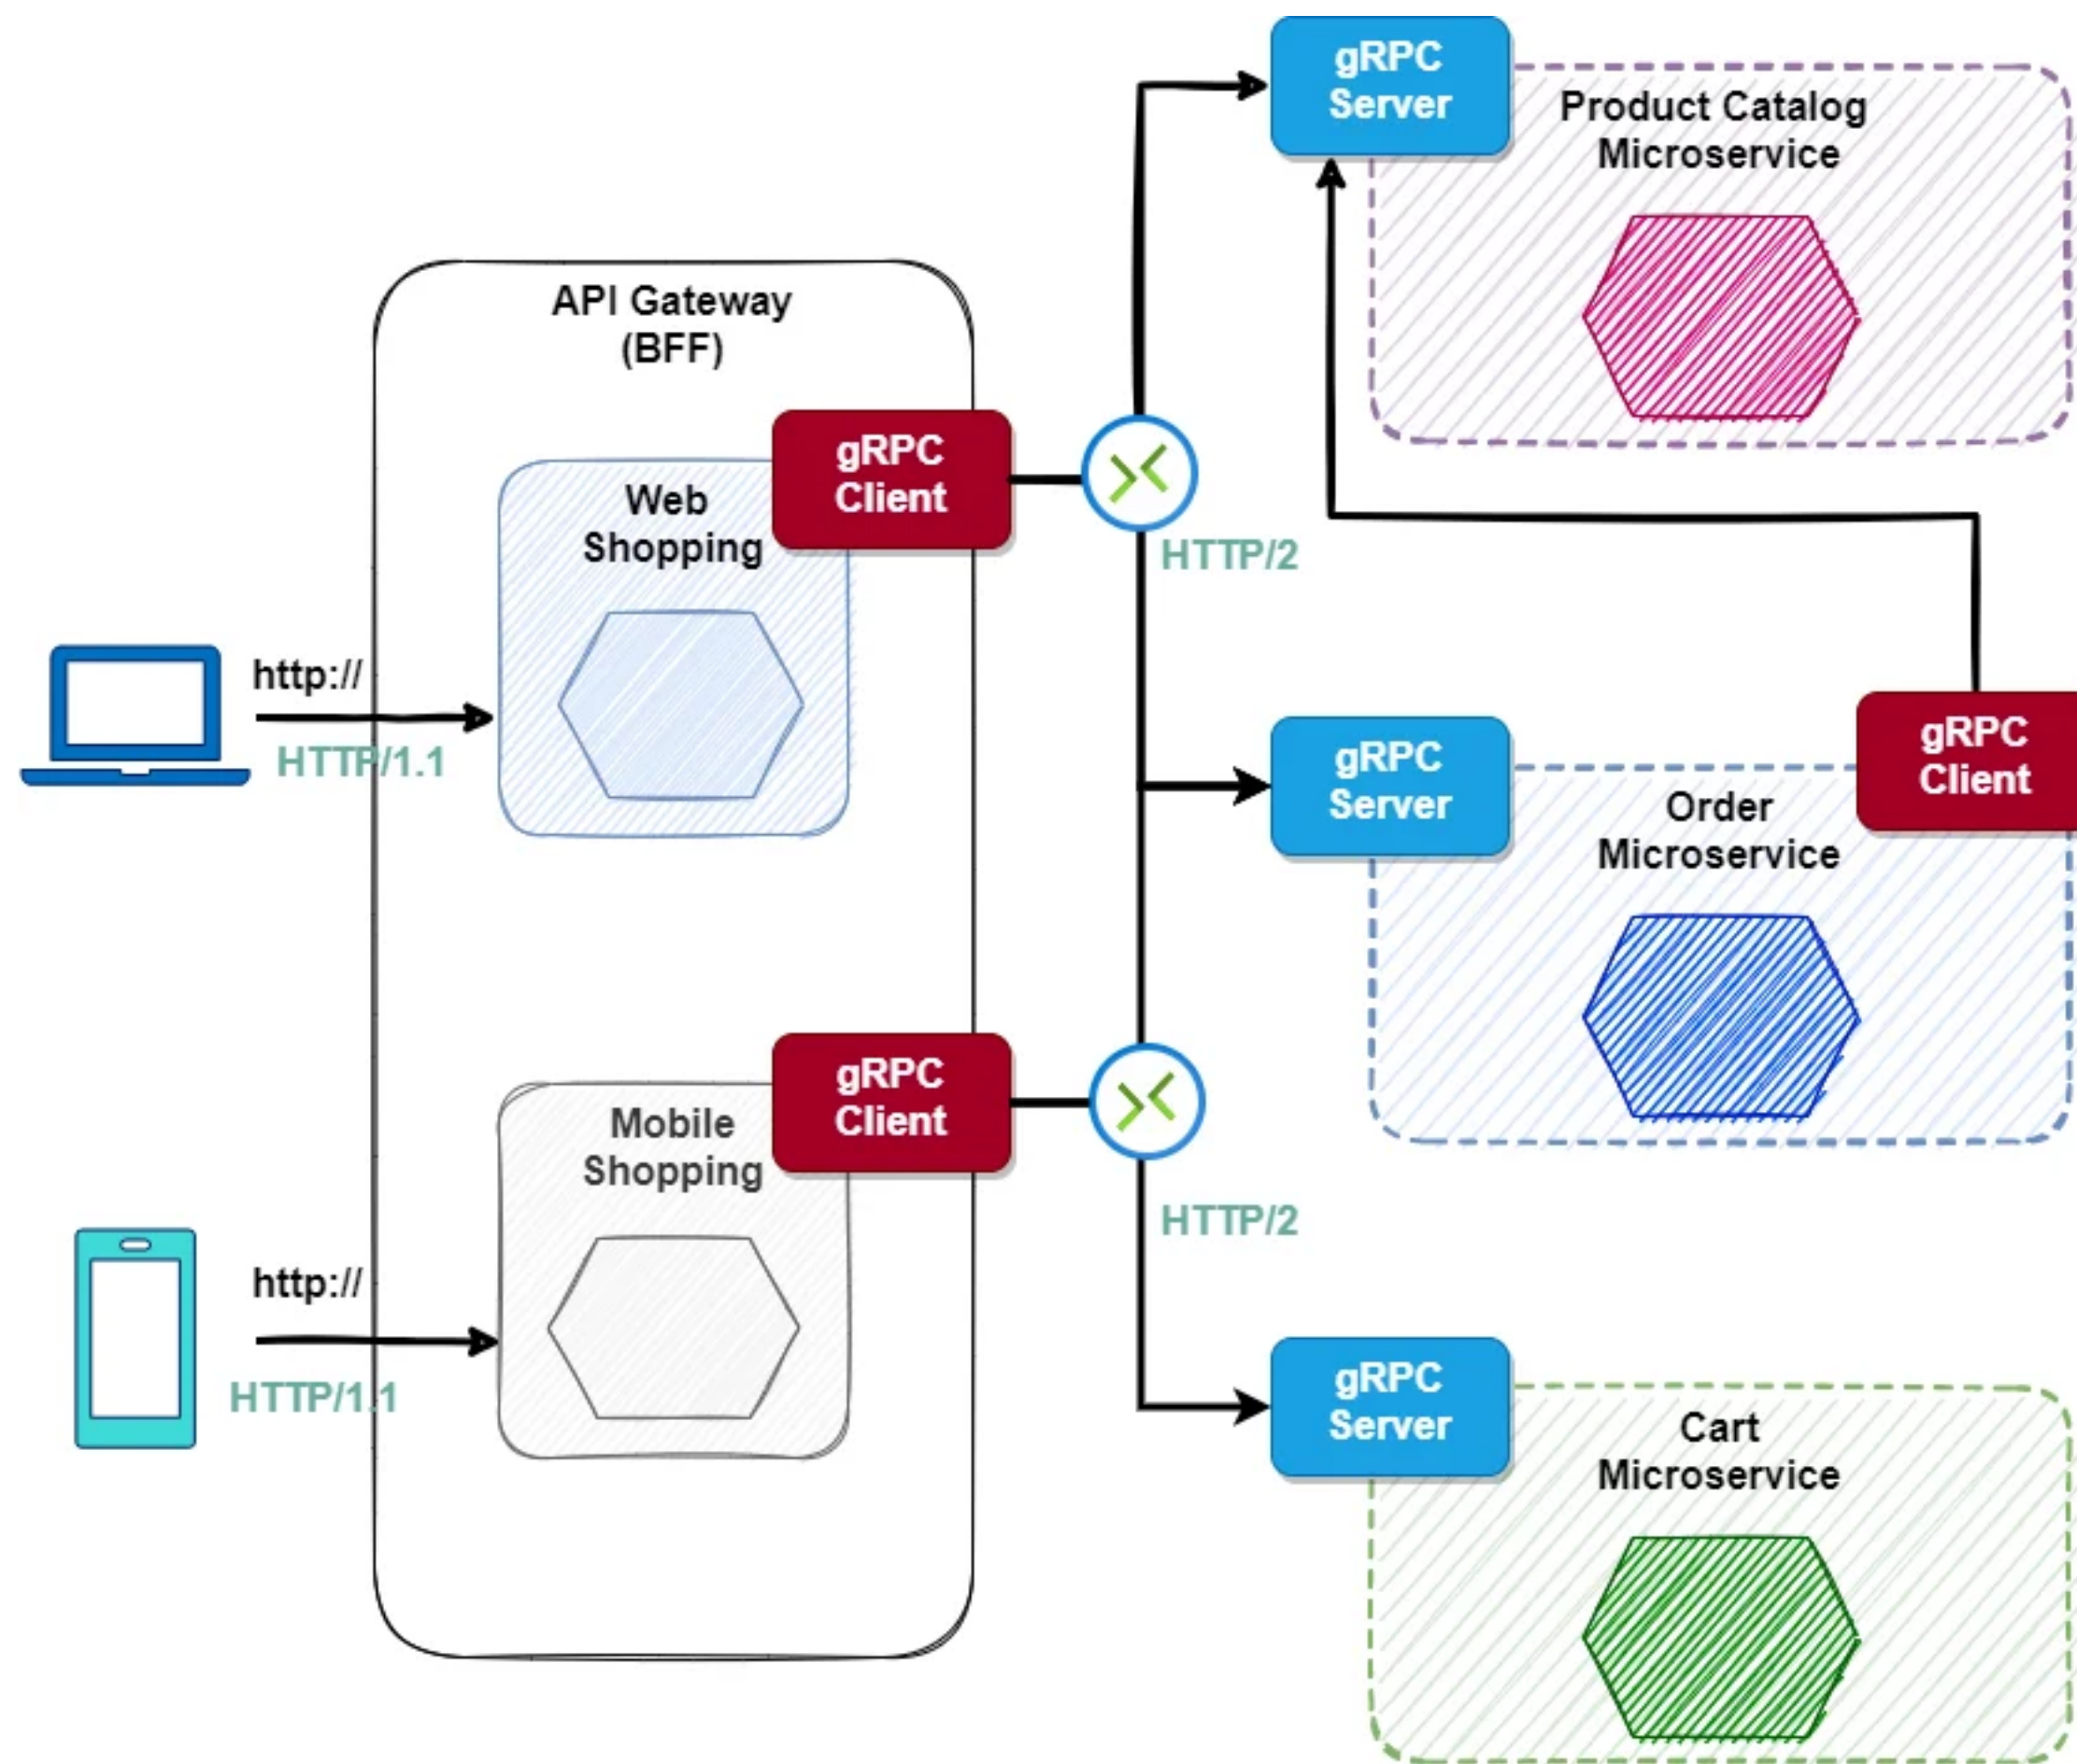 API Gateway
(BFF)
gRPC
Client
Web
Shopping
http://
HTTP/1.1
gRPC
Client
Mobile
Shopping
http://
HTTP/1.1
HTTP/2
HTTP/2
gRPC
Server
Product Catalog
Microservice
gRPC
Server
Order
Microservice
gRPC
Client
gRPC
Server
Cart
Microservice